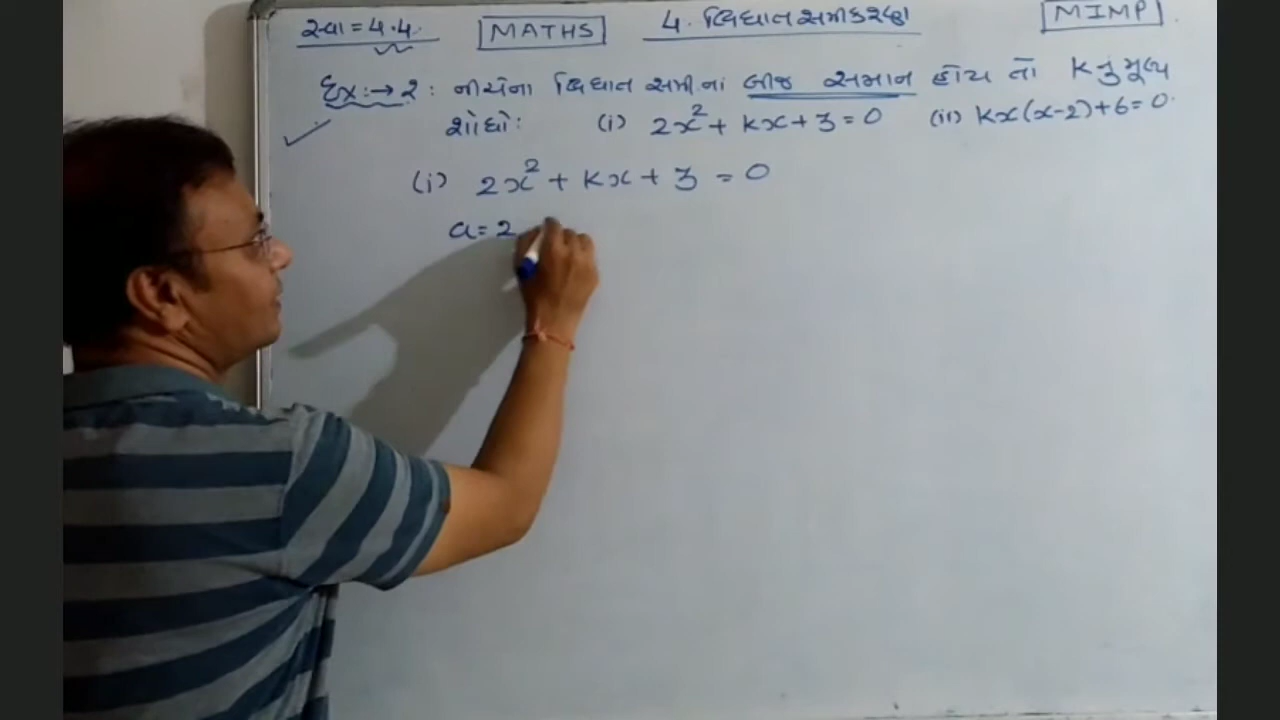 સ્વા = 4.4 MATHS 4. દ્વિઘાત સમીકરણ MIMP
Ex:→ 2 : નીચેના દ્વિઘાત સમી.નાં બીજ સમાન હોય તો K નું મૂલ્ય
શોધો: (i) 2x² + kx + 3 = 0 (ii) kx(x-2)+6=0.
(i) 2x² + kx + 3 = 0
a = 2